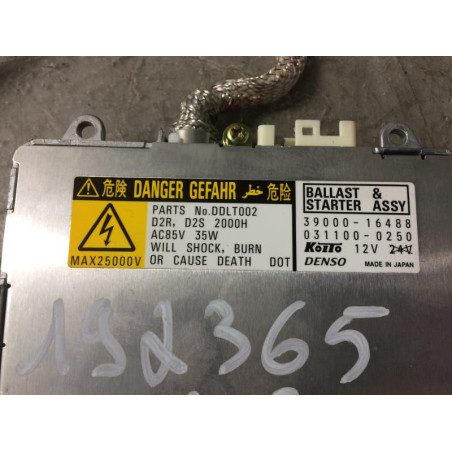 ⚠危険 DANGER GEFAHR خطر 危险
PARTS No.DDLT002
D2R, D2S 2000H
AC85V 35W
WILL SHOCK, BURN
OR CAUSE DEATH DOT
MAX25000V
BALLAST &
STARTER ASSY
39000-16488
031100-0250
KOITO 12V 24V
DENSO MADE IN JAPAN
192365